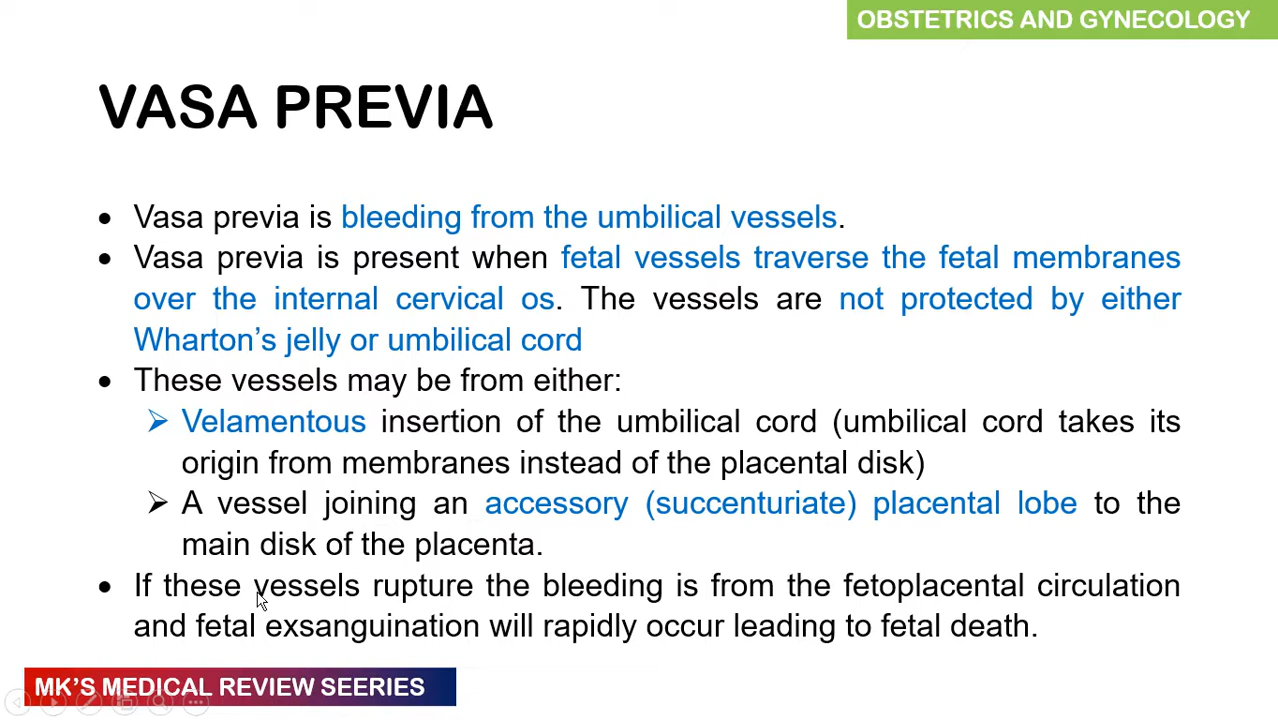 OBSTETRICS AND GYNECOLOGY
VASA PREVIA
• Vasa previa is bleeding from the umbilical vessels.
• Vasa previa is present when fetal vessels traverse the fetal membranes
over the internal cervical os. The vessels are not protected by either
Wharton’s jelly or umbilical cord
• These vessels may be from either:
➢ Velamentous insertion of the umbilical cord (umbilical cord takes its
origin from membranes instead of the placental disk)
➢ A vessel joining an accessory (succenturiate) placental lobe to the
main disk of the placenta.
• If these vessels rupture the bleeding is from the fetoplacental circulation
and fetal exsanguination will rapidly occur leading to fetal death.
MK’S MEDICAL REVIEW SEERIES